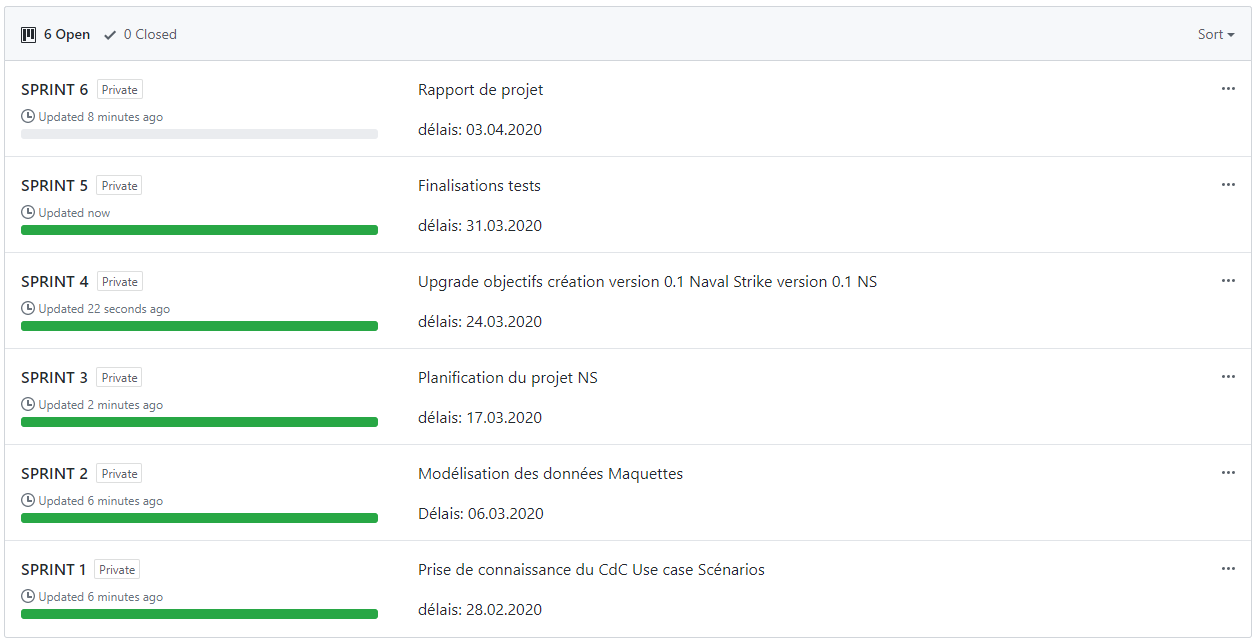 6 Open 0 Closed Sort
SPRINT 6 Private Rapport de projet
Updated 8 minutes ago
délais: 03.04.2020
SPRINT 5 Private Finalisations tests
Updated now
délais: 31.03.2020
SPRINT 4 Private Upgrade objectifs création version 0.1 Naval Strike version 0.1 NS
Updated 22 seconds ago
délais: 24.03.2020
SPRINT 3 Private Planification du projet NS
Updated 2 minutes ago
délais: 17.03.2020
SPRINT 2 Private Modélisation des données Maquettes
Updated 6 minutes ago
Délais: 06.03.2020
SPRINT 1 Private Prise de connaissance du CdC Use case Scénarios
Updated 6 minutes ago
délais: 28.02.2020